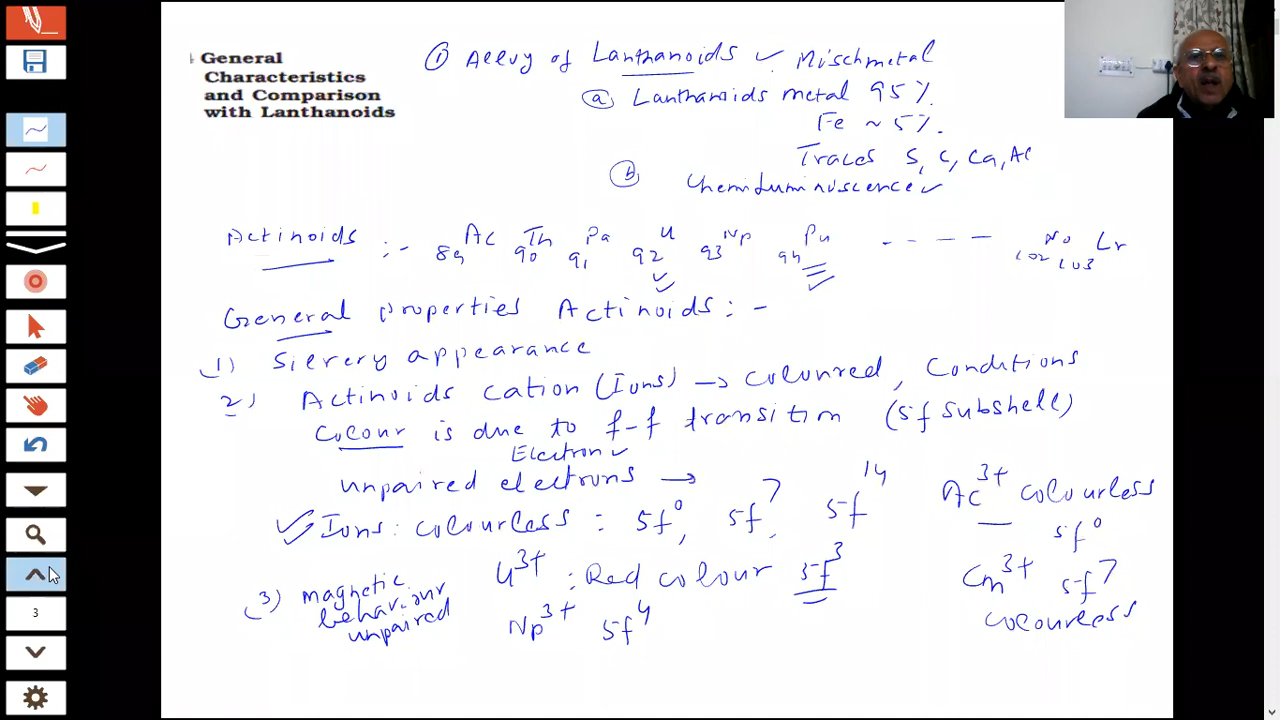 General
Characteristics
and Comparison
with Lanthanoids
① Alloy of Lanthanoids ✓ Mischmetal
ⓐ Lanthanoids metal 95%.
Fe ~ 5%.
Traces S, C, Ca, Al
ⓑ Chemiluminiscence ✓
Actinoids :- 89Ac 90Th 91Pa 92U 93Np 94Pu ---- 102No 103Lr
General properties Actinoids :-
(1) Silvery appearance
2) Actinoids cation (Ions) → coloured, Conditions
Colour is due to f-f transition (5f subshell)
Electron ✓
unpaired electrons →
✓ Ions: colourless = 5f⁰, 5f⁷, 5f¹⁴
Ac³⁺ colourless
5f⁰
(3) magnetic behaviour unpaired
U³⁺ : Red colour 5f³
Np³⁺ 5f⁴
Cm³⁺ 5f⁷
colourless
3